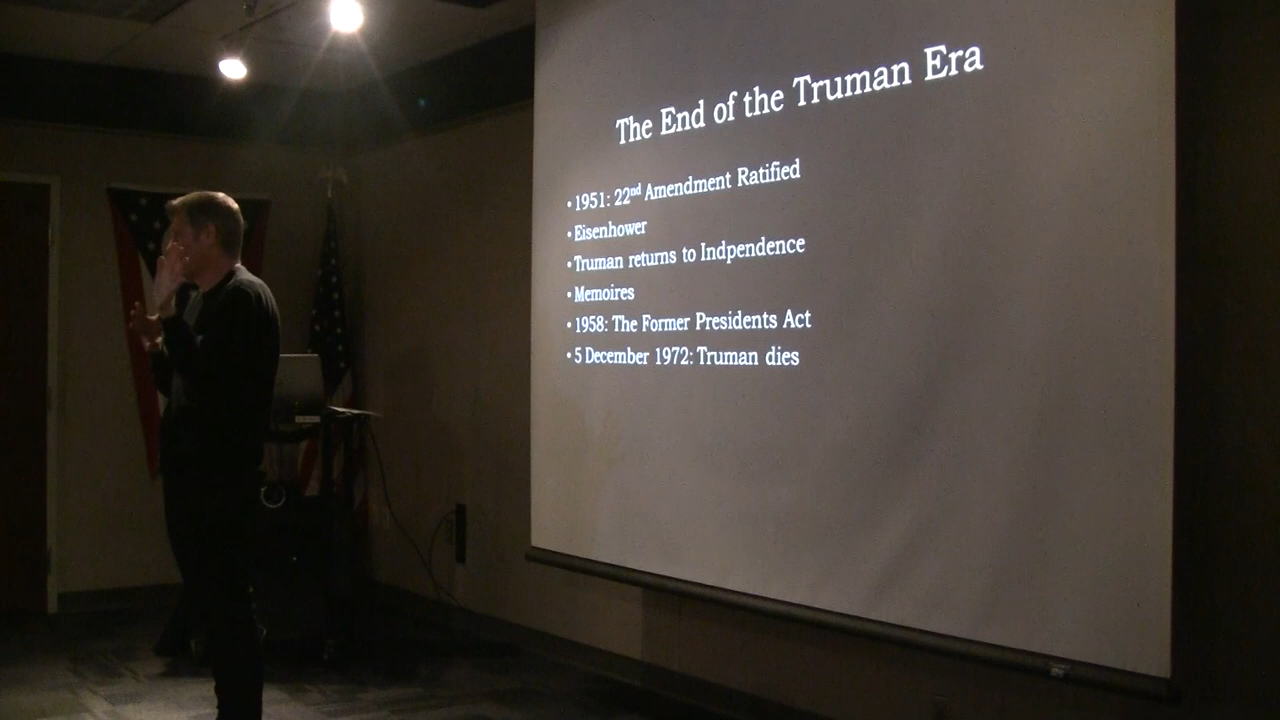 The End of the Truman Era
• 1951: 22nd Amendment Ratified
• Eisenhower
• Truman returns to Indpendence
• Memoires
• 1958: The Former Presidents Act
• 5 December 1972: Truman dies